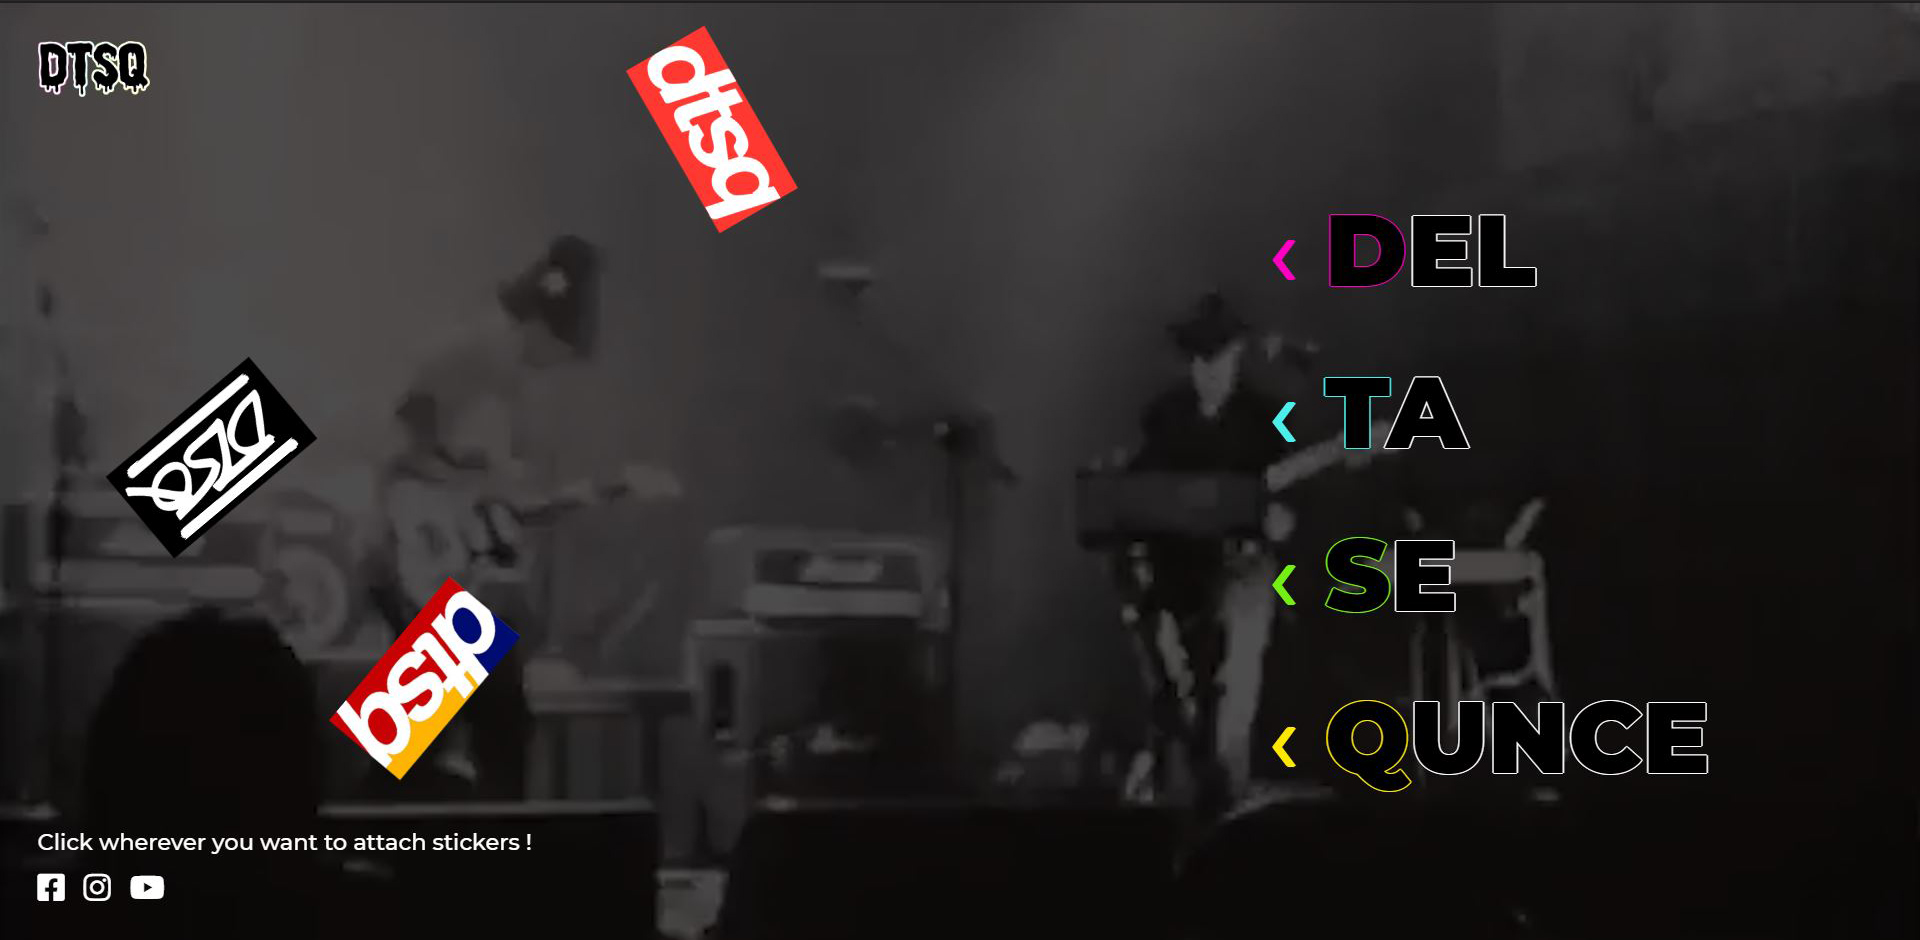 DTSQ
dtsq
DEL
TA
DTSQ
SE
dtsq
QUNCE
Click wherever you want to attach stickers !